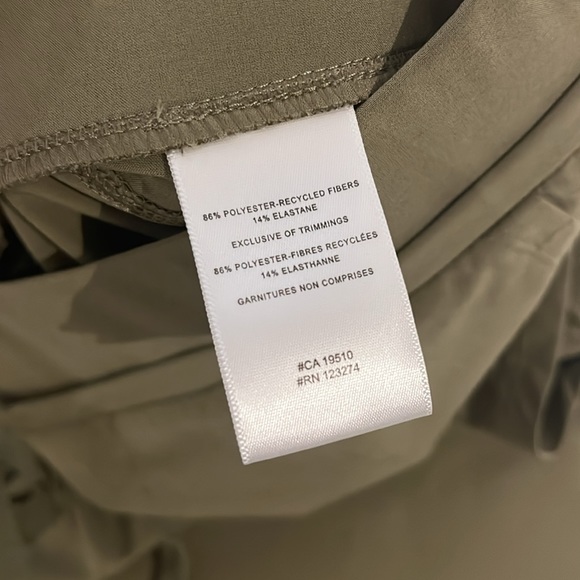 86% POLYESTER-RECYCLED FIBERS
14% ELASTANE
EXCLUSIVE OF TRIMMINGS
86% POLYESTER-FIBRES RECYCLÉES
14% ELASTHANNE
GARNITURES NON COMPRISES
#CA 19510
#RN 123274